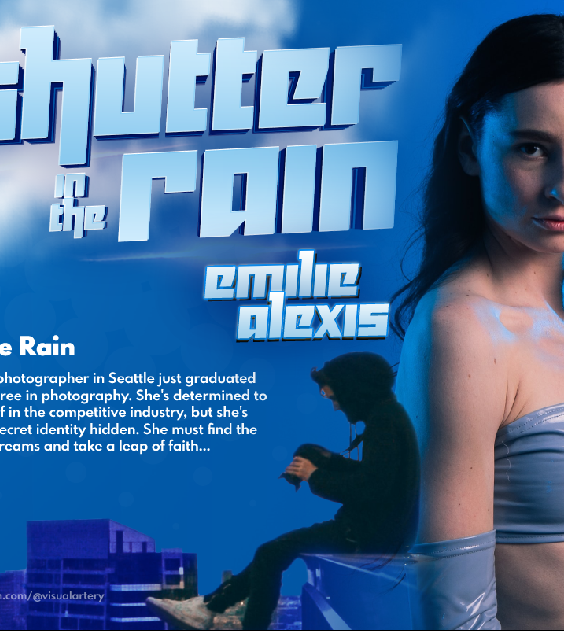 shutter
in the rain
emilie
alexis
e Rain
photographer in Seattle just graduated
ree in photography. She's determined to
f in the competitive industry, but she's
ecret identity hidden. She must find the
reams and take a leap of faith...
.com/@visualartery